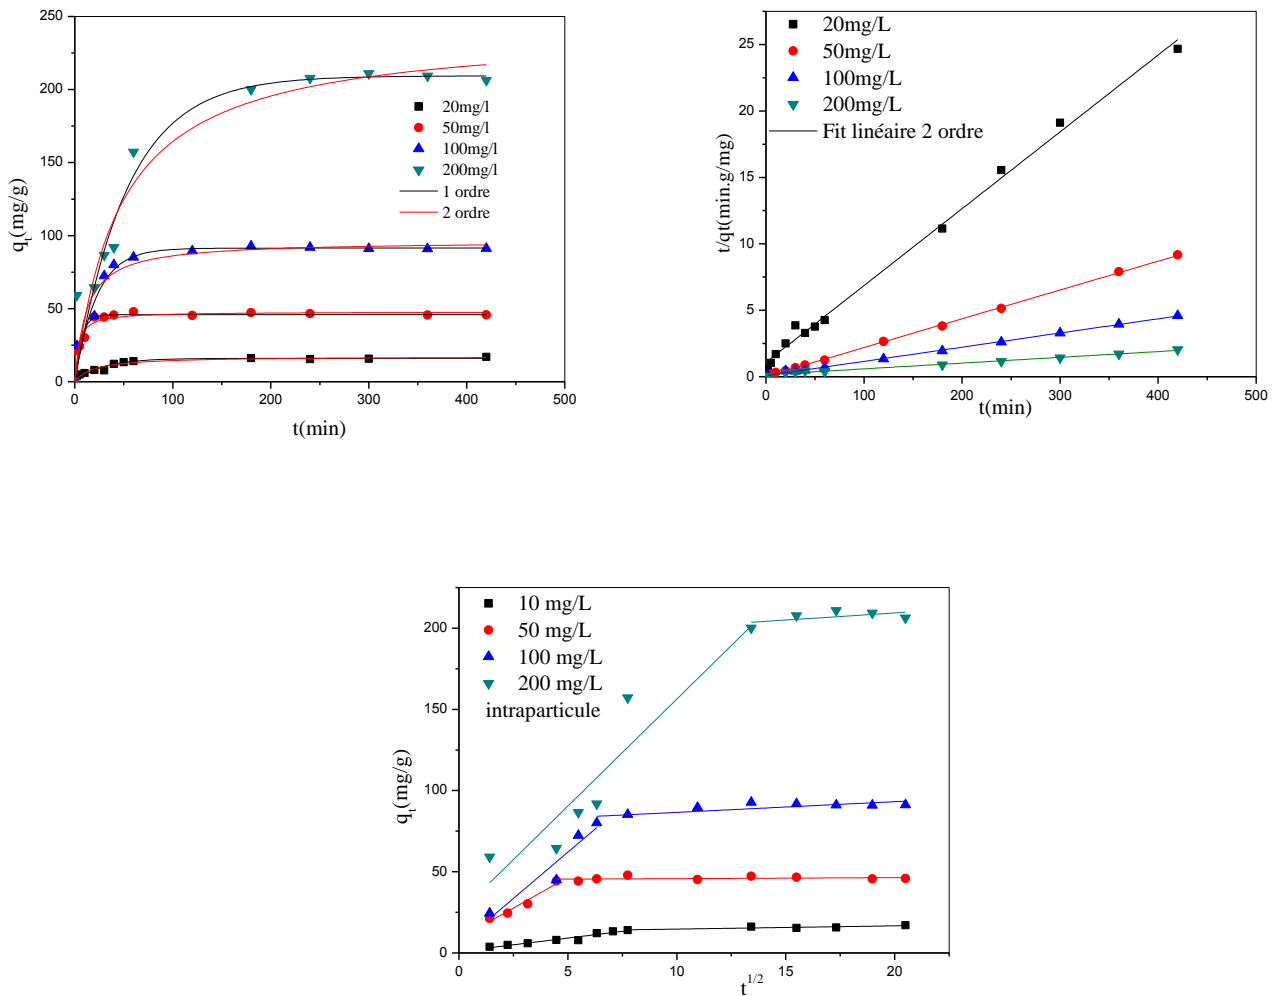 250
200
150
100
50
0
0 100 200 300 400 500
qt(mg/g)
t(min)
20mg/l
50mg/l
100mg/l
200mg/l
1 ordre
2 ordre
25
20
15
10
5
0
0 100 200 300 400 500
t/qt(min.g/mg)
t(min)
20mg/L
50mg/L
100mg/L
200mg/L
Fit linéaire 2 ordre
200
150
100
50
0
0 5 10 15 20
qt(mg/g)
t1/2
10 mg/L
50 mg/L
100 mg/L
200 mg/L
intraparticule